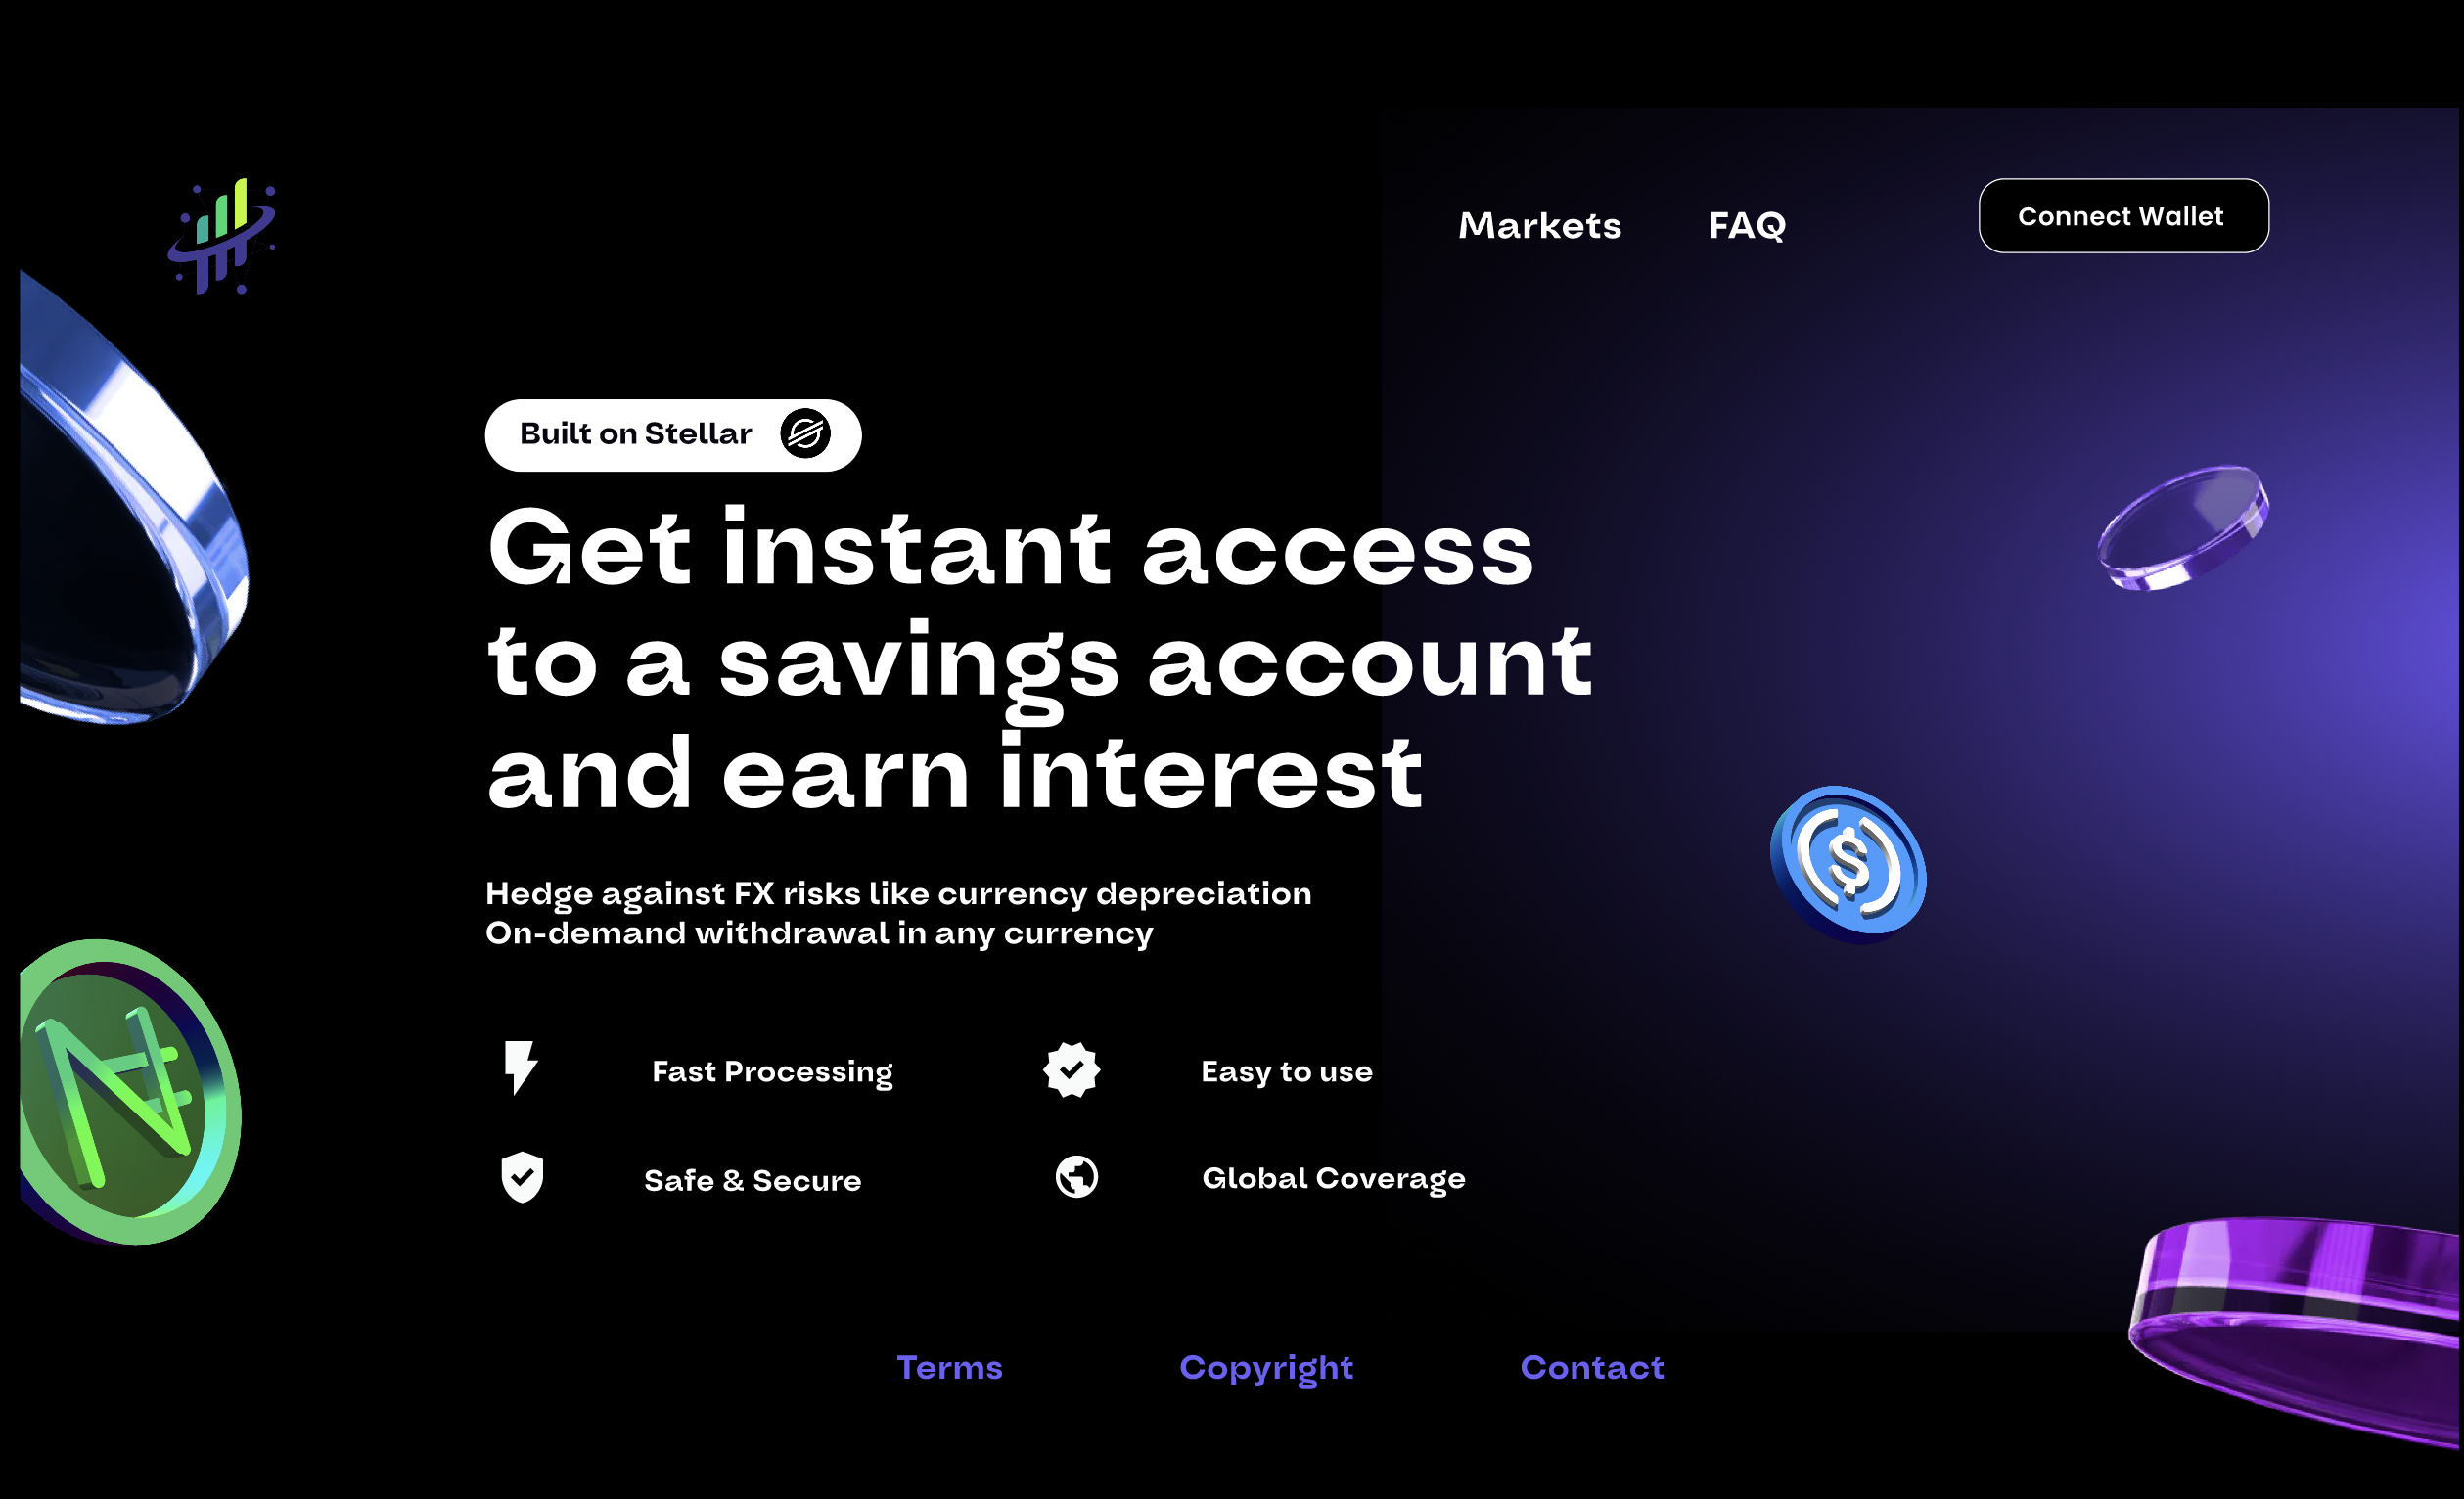 Markets FAQ Connect Wallet
Built on Stellar
Get instant access
to a savings account
and earn interest
Hedge against FX risks like currency depreciation
On-demand withdrawal in any currency
Fast Processing Easy to use
Safe & Secure Global Coverage
Terms Copyright Contact